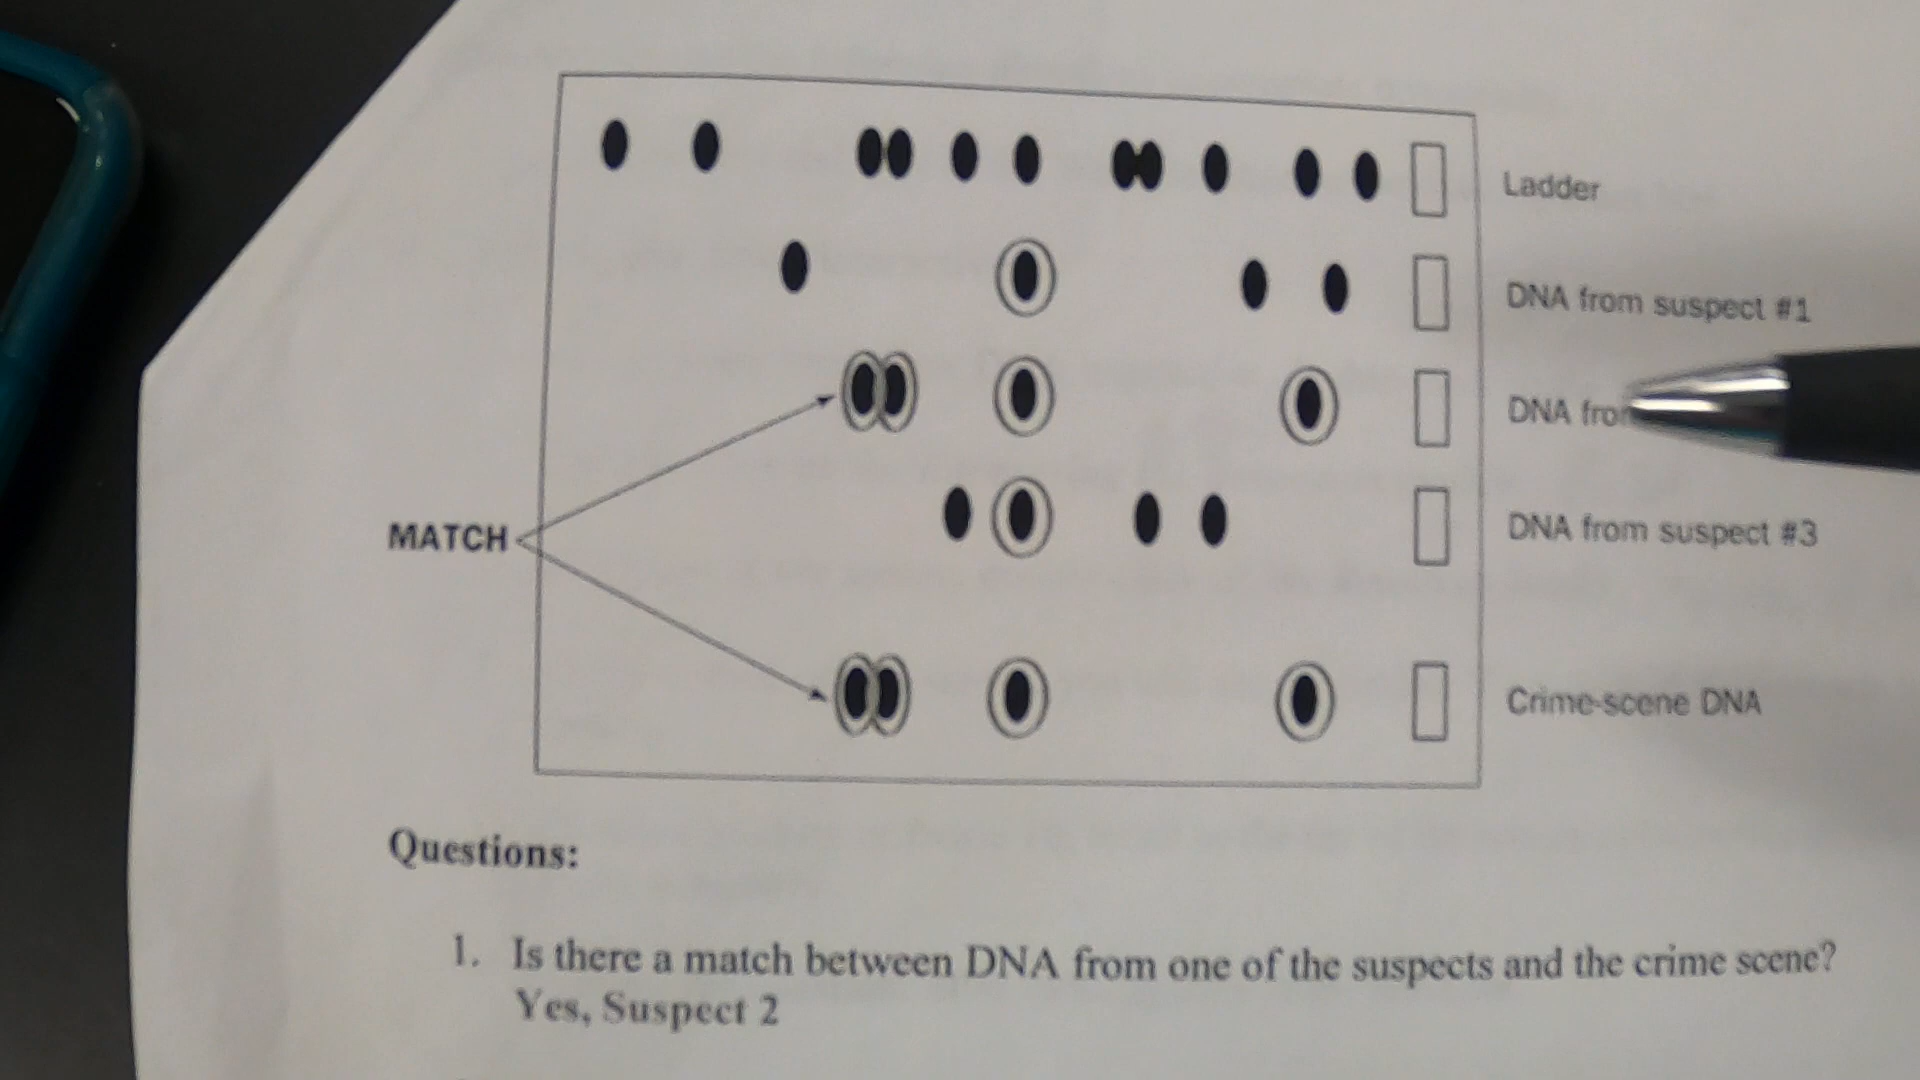 Ladder
DNA from suspect #1
DNA
DNA from suspect #3
MATCH
Crime-scene DNA
Questions:
1. Is there a match between DNA from one of the suspects and the crime scene?
Yes, Suspect 2